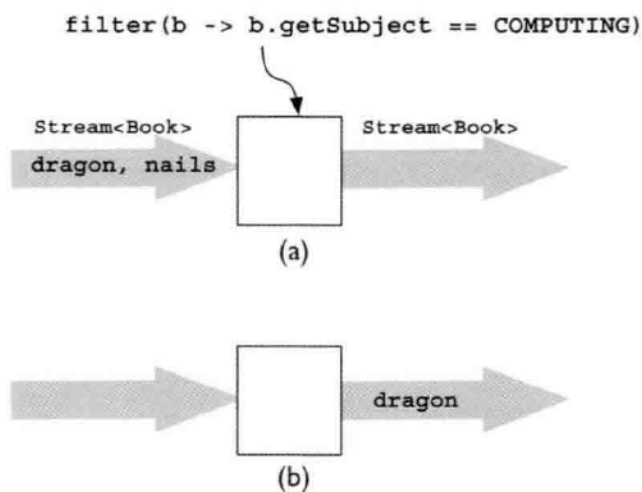 filter(b -> b.getSubject == COMPUTING)
Stream<Book>
Stream<Book>
dragon, nails
(a)
dragon
(b)